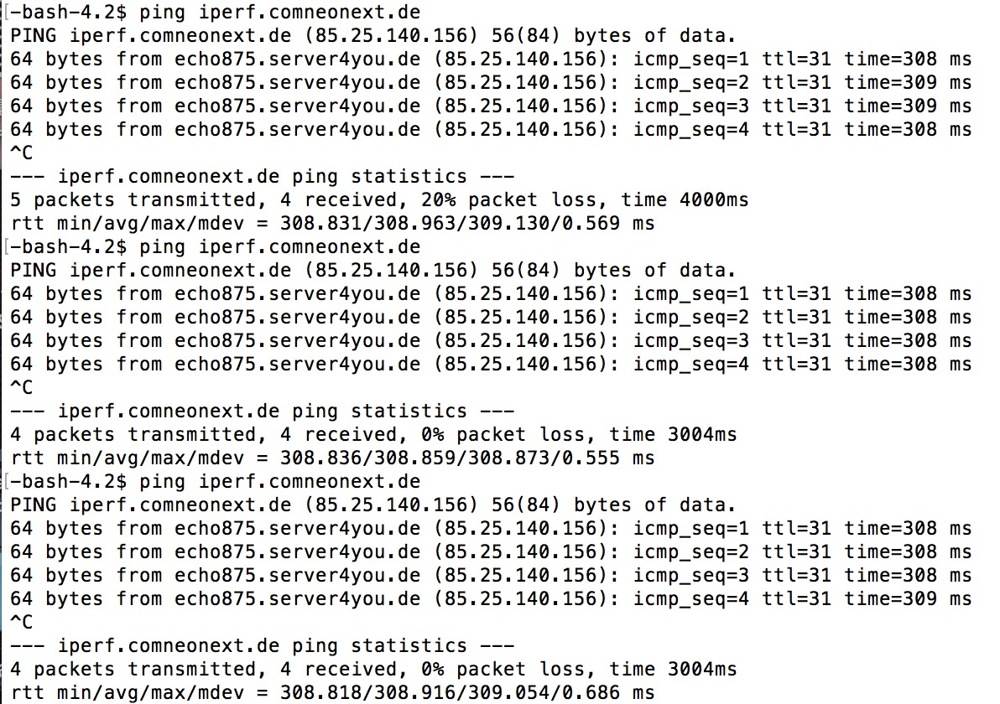 [-bash-4.2$ ping iperf.comneonext.de
PING iperf.comneonext.de (85.25.140.156) 56(84) bytes of data.
64 bytes from echo875.server4you.de (85.25.140.156): icmp_seq=1 ttl=31 time=308 ms
64 bytes from echo875.server4you.de (85.25.140.156): icmp_seq=2 ttl=31 time=309 ms
64 bytes from echo875.server4you.de (85.25.140.156): icmp_seq=3 ttl=31 time=309 ms
64 bytes from echo875.server4you.de (85.25.140.156): icmp_seq=4 ttl=31 time=308 ms
^C
--- iperf.comneonext.de ping statistics ---
5 packets transmitted, 4 received, 20% packet loss, time 4000ms
rtt min/avg/max/mdev = 308.831/308.963/309.130/0.569 ms
[-bash-4.2$ ping iperf.comneonext.de
PING iperf.comneonext.de (85.25.140.156) 56(84) bytes of data.
64 bytes from echo875.server4you.de (85.25.140.156): icmp_seq=1 ttl=31 time=308 ms
64 bytes from echo875.server4you.de (85.25.140.156): icmp_seq=2 ttl=31 time=308 ms
64 bytes from echo875.server4you.de (85.25.140.156): icmp_seq=3 ttl=31 time=308 ms
64 bytes from echo875.server4you.de (85.25.140.156): icmp_seq=4 ttl=31 time=308 ms
^C
--- iperf.comneonext.de ping statistics ---
4 packets transmitted, 4 received, 0% packet loss, time 3004ms
rtt min/avg/max/mdev = 308.836/308.859/308.873/0.555 ms
[-bash-4.2$ ping iperf.comneonext.de
PING iperf.comneonext.de (85.25.140.156) 56(84) bytes of data.
64 bytes from echo875.server4you.de (85.25.140.156): icmp_seq=1 ttl=31 time=308 ms
64 bytes from echo875.server4you.de (85.25.140.156): icmp_seq=2 ttl=31 time=308 ms
64 bytes from echo875.server4you.de (85.25.140.156): icmp_seq=3 ttl=31 time=308 ms
64 bytes from echo875.server4you.de (85.25.140.156): icmp_seq=4 ttl=31 time=309 ms
^C
--- iperf.comneonext.de ping statistics ---
4 packets transmitted, 4 received, 0% packet loss, time 3004ms
rtt min/avg/max/mdev = 308.818/308.916/309.054/0.686 ms